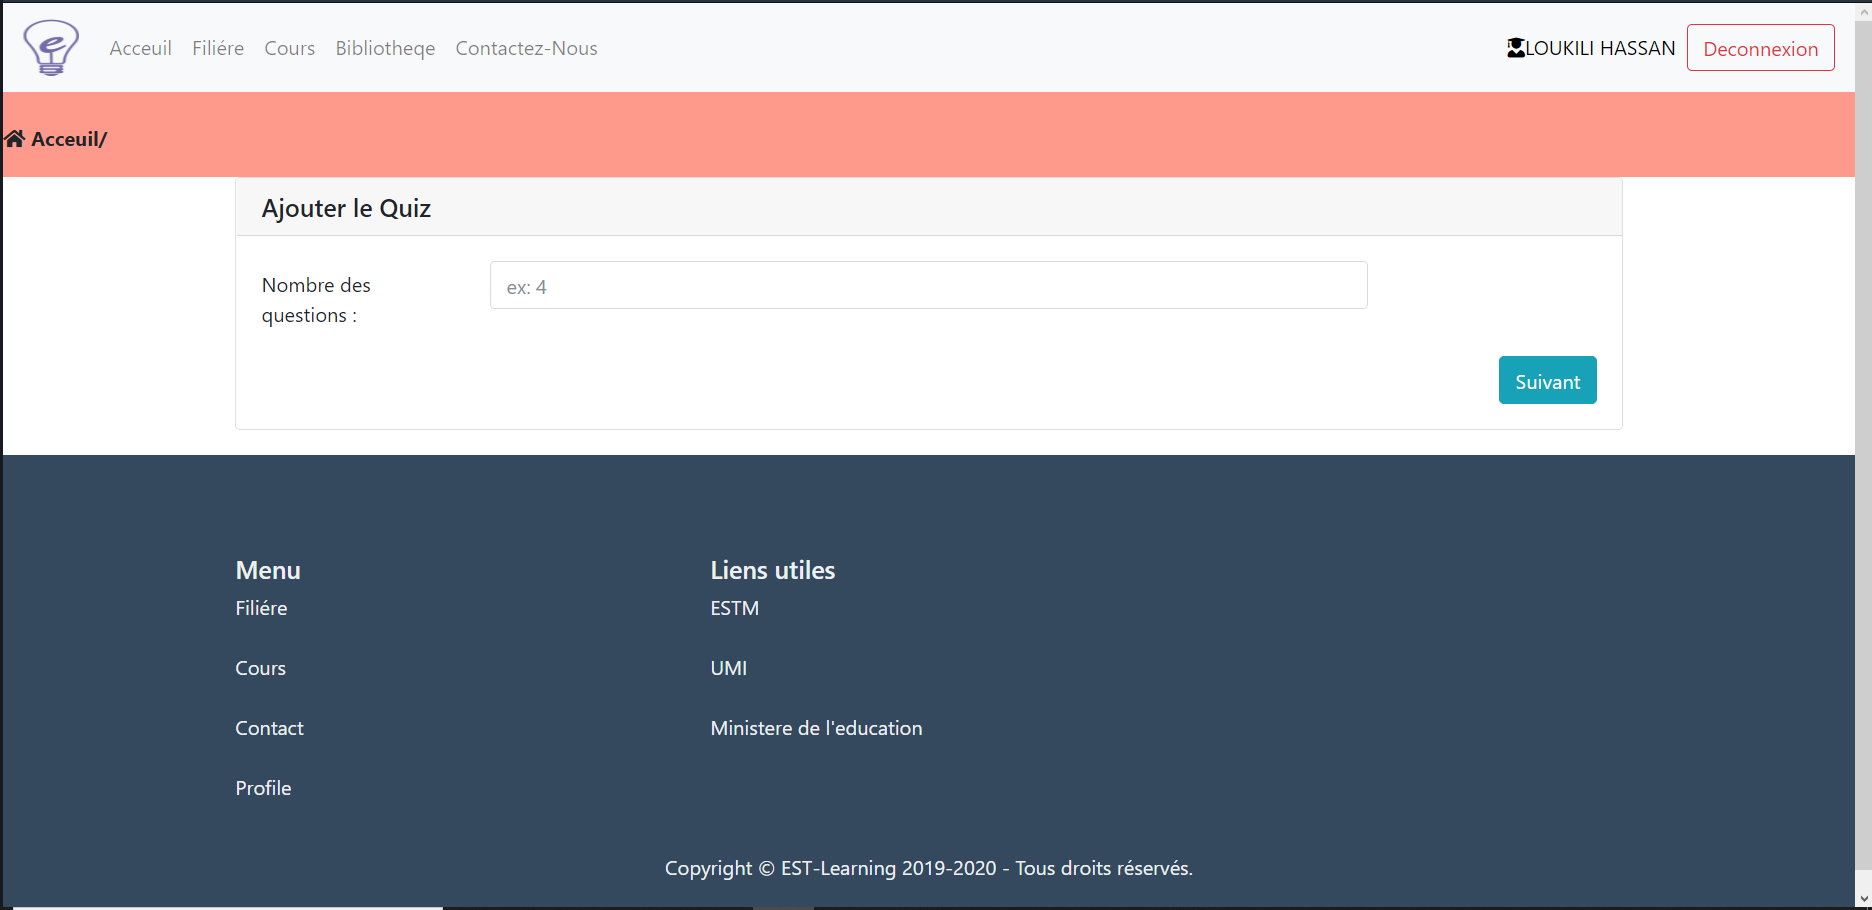 e
Acceuil Filiére Cours Bibliotheqe Contactez-Nous LOUKILI HASSAN Deconnexion
Acceuil/
Ajouter le Quiz
Nombre des
questions :
ex: 4
Suivant
Menu
Filiére
Cours
Contact
Profile
Liens utiles
ESTM
UMI
Ministere de l'education
Copyright © EST-Learning 2019-2020 - Tous droits réservés.